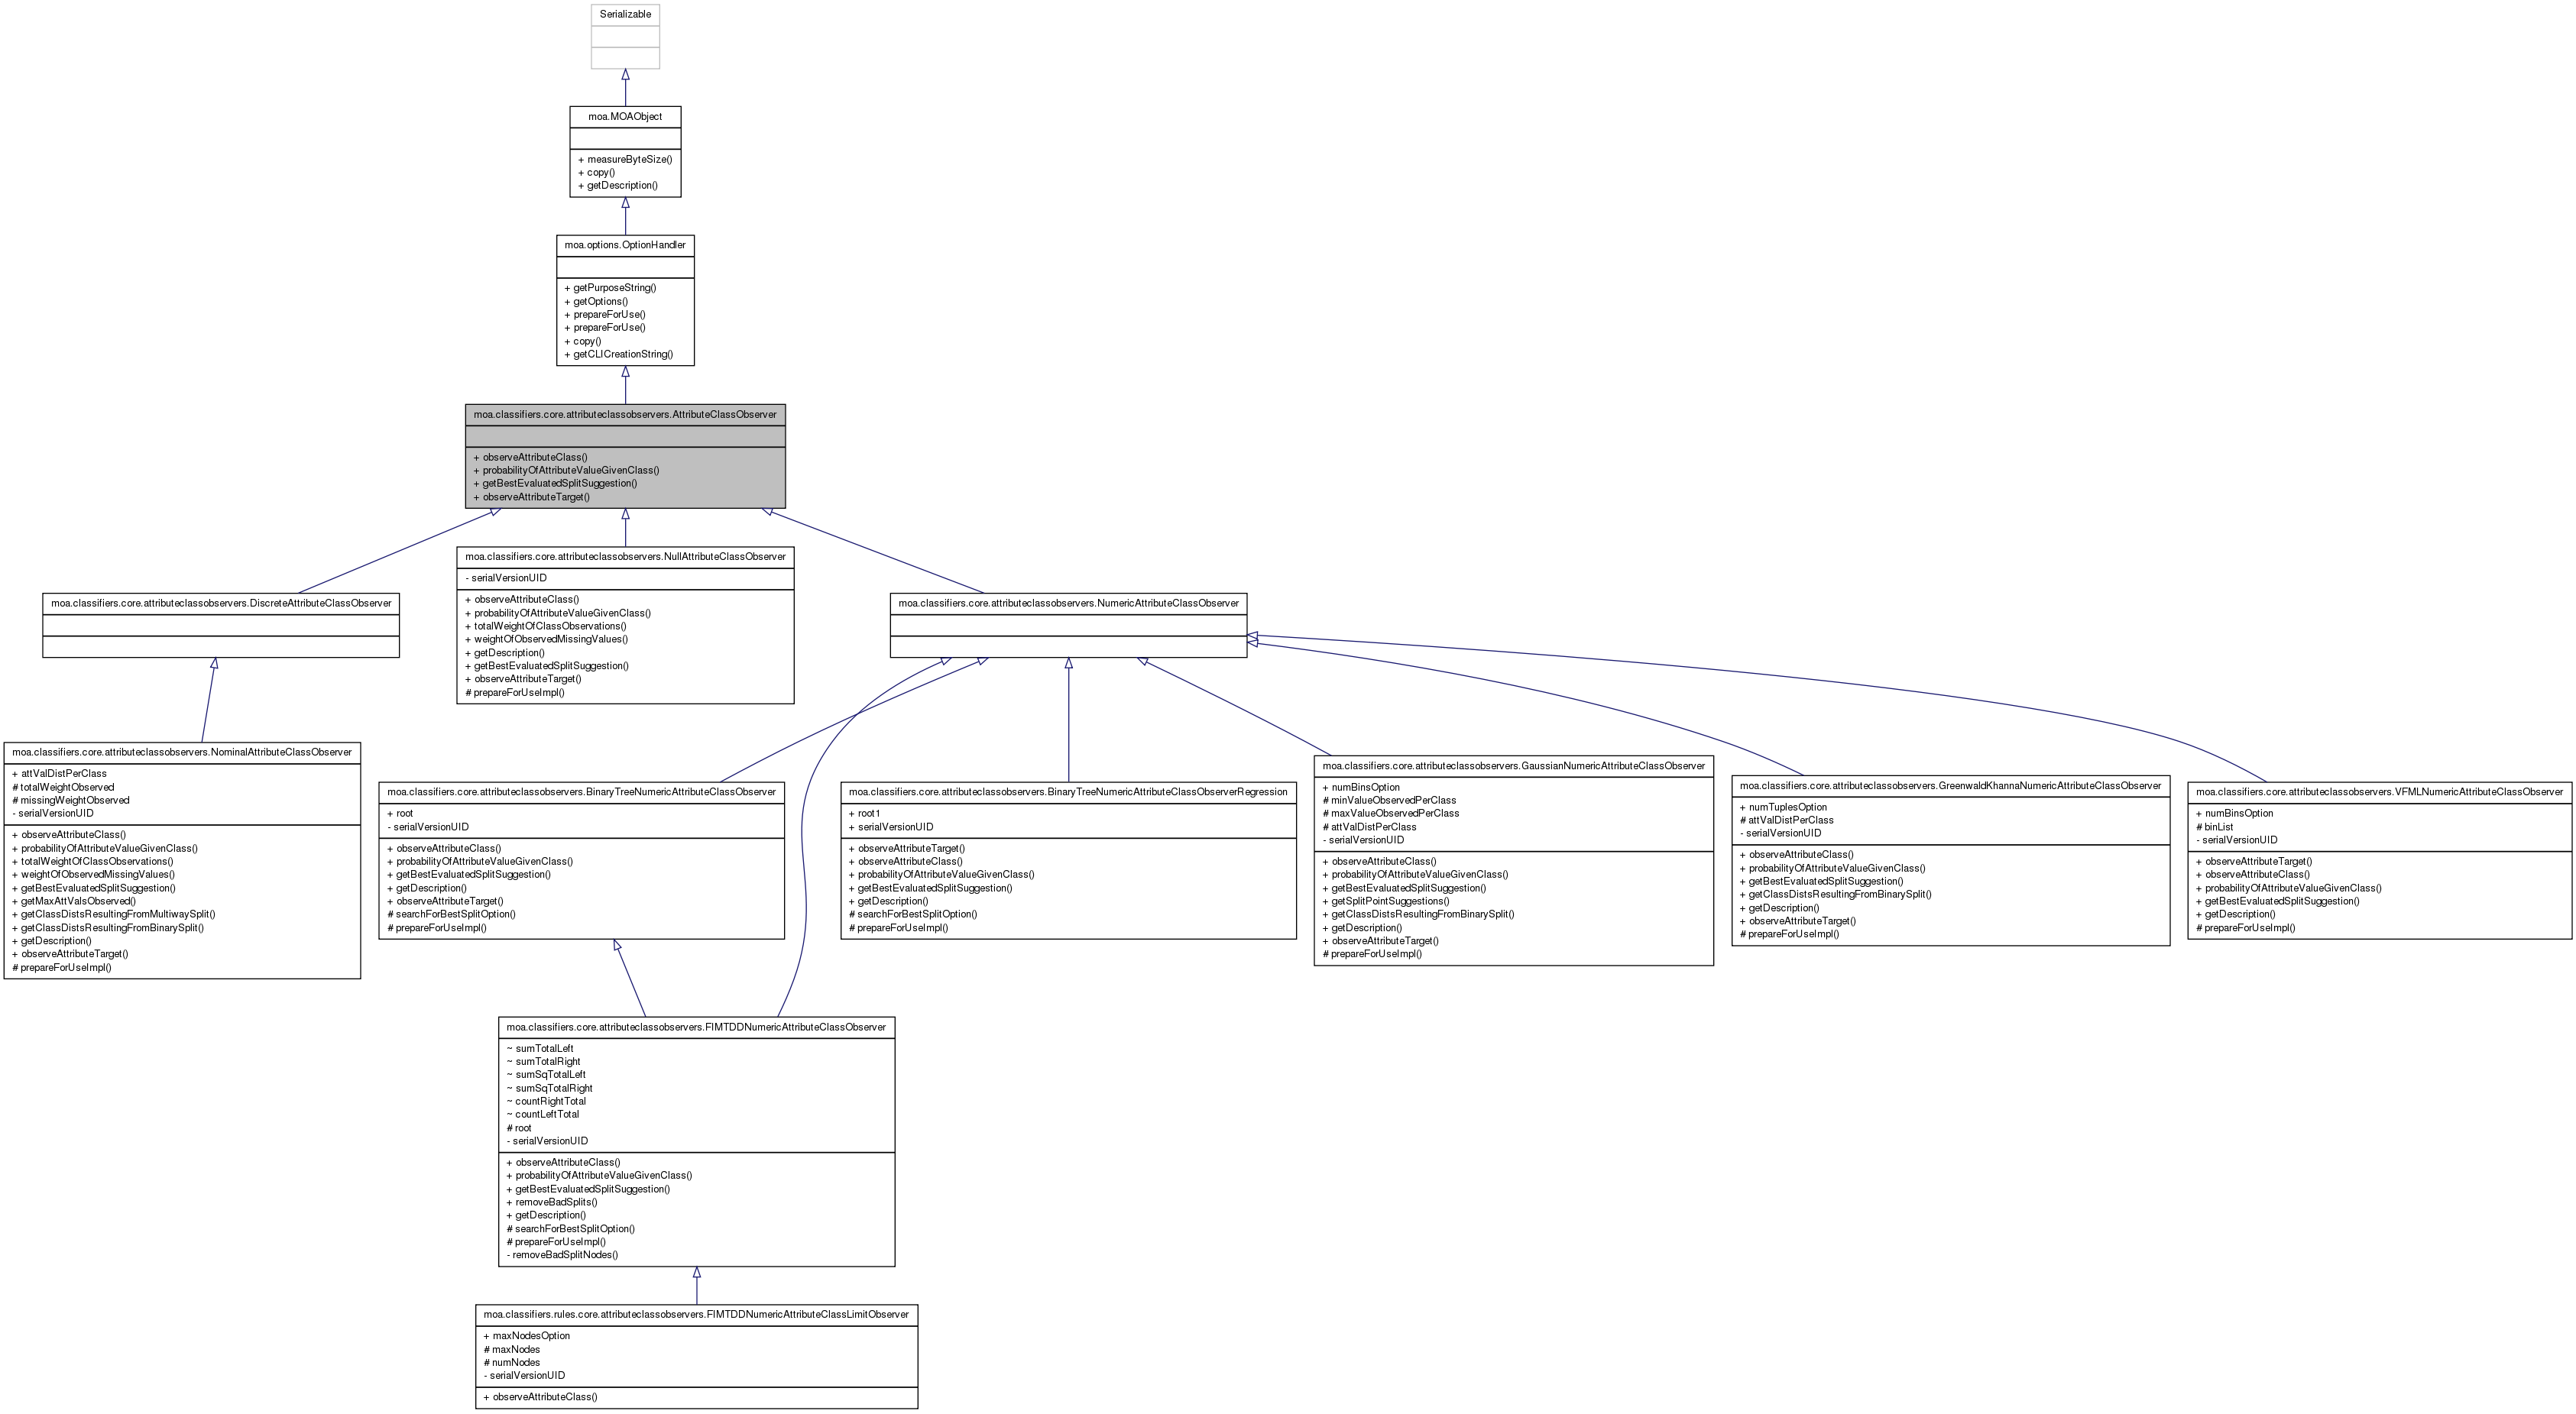 Serializable
moa.MOAObject
+ measureByteSize()
+ copy()
+ getDescription()
moa.options.OptionHandler
+ getPurposeString()
+ getOptions()
+ prepareForUse()
+ prepareForUse()
+ copy()
+ getCLICreationString()
moa.classifiers.core.attributeclassobservers.AttributeClassObserver
+ observeAttributeClass()
+ probabilityOfAttributeValueGivenClass()
+ getBestEvaluatedSplitSuggestion()
+ observeAttributeTarget()
moa.classifiers.core.attributeclassobservers.DiscreteAttributeClassObserver
moa.classifiers.core.attributeclassobservers.NullAttributeClassObserver
- serialVersionUID
+ observeAttributeClass()
+ probabilityOfAttributeValueGivenClass()
+ totalWeightOfClassObservations()
+ weightOfObservedMissingValues()
+ getDescription()
+ getBestEvaluatedSplitSuggestion()
+ observeAttributeTarget()
# prepareForUseImpl()
moa.classifiers.core.attributeclassobservers.NumericAttributeClassObserver
moa.classifiers.core.attributeclassobservers.NominalAttributeClassObserver
+ attValDistPerClass
# totalWeightObserved
# missingWeightObserved
- serialVersionUID
+ observeAttributeClass()
+ probabilityOfAttributeValueGivenClass()
+ totalWeightOfClassObservations()
+ weightOfObservedMissingValues()
+ getBestEvaluatedSplitSuggestion()
+ getMaxAttValsObserved()
+ getClassDistsResultingFromMultiwaySplit()
+ getClassDistsResultingFromBinarySplit()
+ getDescription()
+ observeAttributeTarget()
# prepareForUseImpl()
moa.classifiers.core.attributeclassobservers.BinaryTreeNumericAttributeClassObserver
+ root
- serialVersionUID
+ observeAttributeClass()
+ probabilityOfAttributeValueGivenClass()
+ getBestEvaluatedSplitSuggestion()
+ getDescription()
+ observeAttributeTarget()
# searchForBestSplitOption()
# prepareForUseImpl()
moa.classifiers.core.attributeclassobservers.BinaryTreeNumericAttributeClassObserverRegression
+ root1
+ serialVersionUID
+ observeAttributeTarget()
+ observeAttributeClass()
+ probabilityOfAttributeValueGivenClass()
+ getBestEvaluatedSplitSuggestion()
+ getDescription()
# searchForBestSplitOption()
# prepareForUseImpl()
moa.classifiers.core.attributeclassobservers.GaussianNumericAttributeClassObserver
+ numBinsOption
# minValueObservedPerClass
# maxValueObservedPerClass
# attValDistPerClass
- serialVersionUID
+ observeAttributeClass()
+ probabilityOfAttributeValueGivenClass()
+ getBestEvaluatedSplitSuggestion()
+ getSplitPointSuggestions()
+ getClassDistsResultingFromBinarySplit()
+ getDescription()
+ observeAttributeTarget()
# prepareForUseImpl()
moa.classifiers.core.attributeclassobservers.GreenwaldKhannaNumericAttributeClassObserver
+ numTuplesOption
# attValDistPerClass
- serialVersionUID
+ observeAttributeClass()
+ probabilityOfAttributeValueGivenClass()
+ getBestEvaluatedSplitSuggestion()
+ getClassDistsResultingFromBinarySplit()
+ getDescription()
+ observeAttributeTarget()
# prepareForUseImpl()
moa.classifiers.core.attributeclassobservers.VFMLNumericAttributeClassObserver
+ numBinsOption
# binList
- serialVersionUID
+ observeAttributeTarget()
+ observeAttributeClass()
+ probabilityOfAttributeValueGivenClass()
+ getBestEvaluatedSplitSuggestion()
+ getDescription()
# prepareForUseImpl()
moa.classifiers.core.attributeclassobservers.FIMTDDNumericAttributeClassObserver
~ sumTotalLeft
~ sumTotalRight
~ sumSqTotalLeft
~ sumSqTotalRight
~ countRightTotal
~ countLeftTotal
# root
- serialVersionUID
+ observeAttributeClass()
+ probabilityOfAttributeValueGivenClass()
+ getBestEvaluatedSplitSuggestion()
+ removeBadSplits()
+ getDescription()
# searchForBestSplitOption()
# prepareForUseImpl()
- removeBadSplitNodes()
moa.classifiers.rules.core.attributeclassobservers.FIMTDDNumericAttributeClassLimitObserver
+ maxNodesOption
# maxNodes
# numNodes
- serialVersionUID
+ observeAttributeClass()